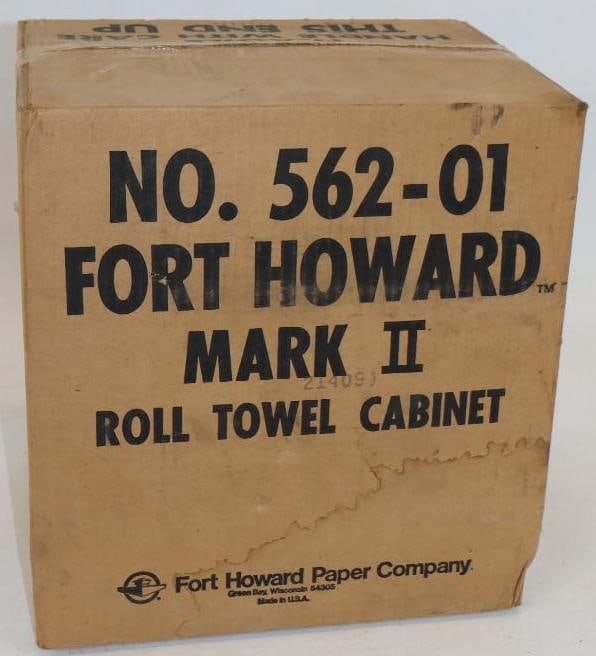 HANDLE WITH CARE
THIS END UP
NO. 562-01
FORT HOWARD™
MARK II
21409)
ROLL TOWEL CABINET
Fort Howard Paper Company.
Green Bay, Wisconsin 54305
Made in U.S.A.